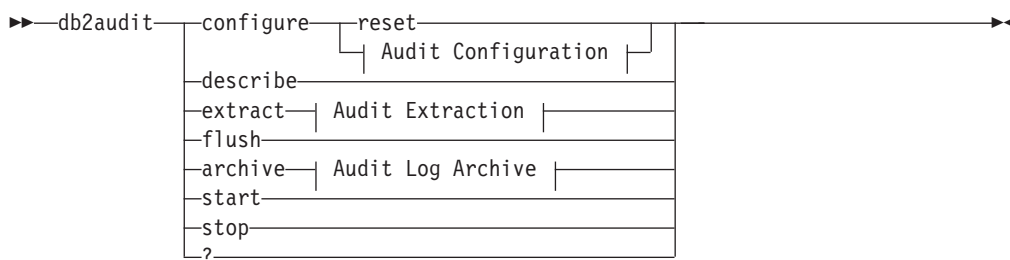 db2audit configure reset
Audit Configuration
describe
extract Audit Extraction
flush
archive Audit Log Archive
start
stop
?